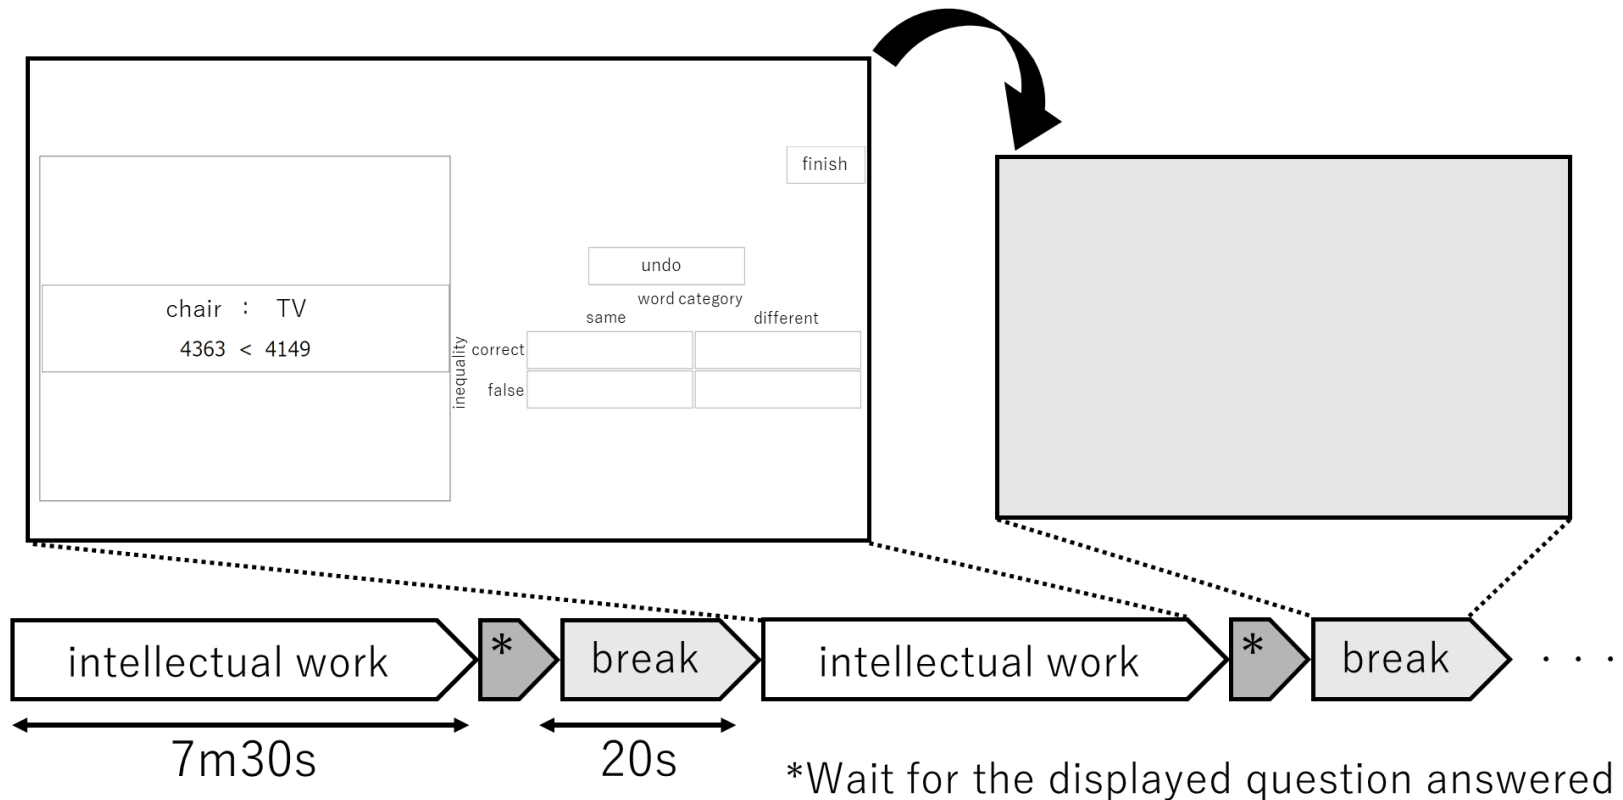 finish
undo
word category
same different
chair : TV
4363 < 4149
inequality
correct
false
intellectual work * break intellectual work * break . . .
7m30s 20s
*Wait for the displayed question answered